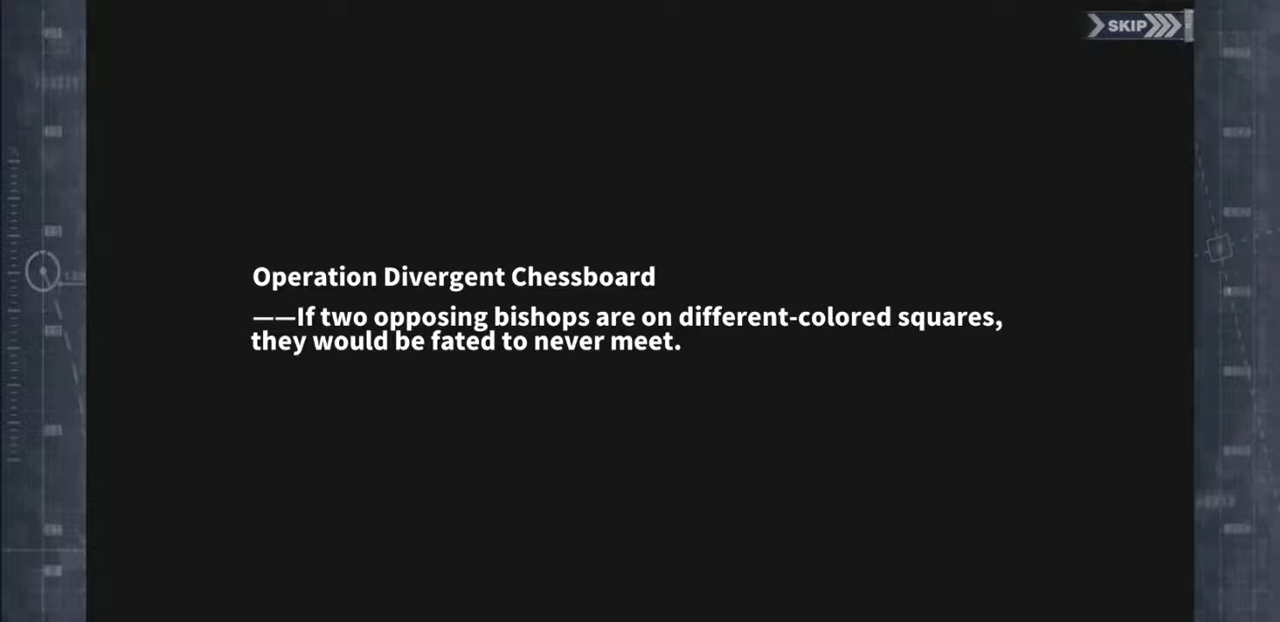 SKIP
Operation Divergent Chessboard
——If two opposing bishops are on different-colored squares,
they would be fated to never meet.